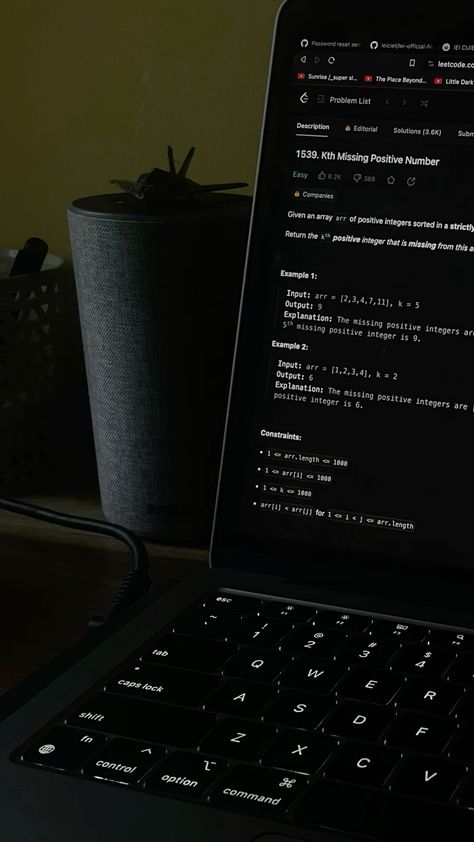 Password reset
leetcode.co
Sunrise
The Place Beyond...
Little Dark
Problem List
Description
Editorial
Solutions (3.6K)
1539. Kth Missing Positive Number
Easy
6.2K
389
Companies
Given an array arr of positive integers sorted in a strictly
Return the kth positive integer that is missing from this
Example 1:
Input: arr = [2,3,4,7,11], k = 5
Output: 9
Explanation: The missing positive integers are
5th missing positive integer is 9.
Example 2:
Input: arr = [1,2,3,4], k = 2
Output: 6
Explanation: The missing positive integers are [
positive integer is 6.
Constraints:
• 1 <= arr.length <= 1000
• 1 <= arr[i] <= 1000
• 1 <= k <= 1000
• arr[i] < arr[j] for 1 <= i < j <= arr.length
esc
~ ! 1 @ 2 # 3 $ 4
tab Q W E R
caps lock A S D F
shift Z X C V
fn control ^ option ⌥ command ⌘